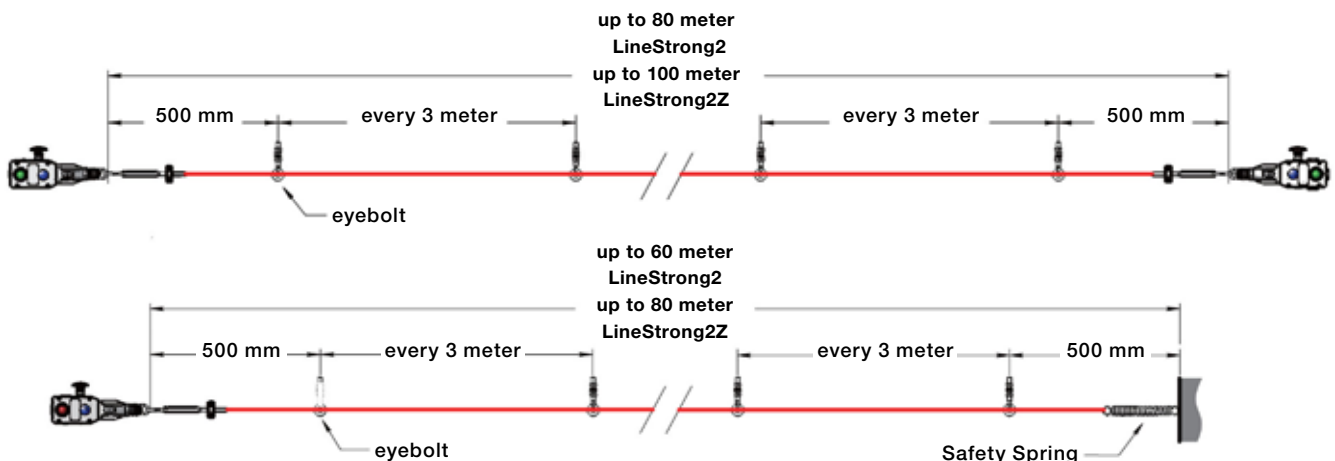 up to 80 meter
LineStrong2
up to 100 meter
LineStrong2Z
500 mm
every 3 meter
every 3 meter
500 mm
eyebolt
up to 60 meter
LineStrong2
up to 80 meter
LineStrong2Z
500 mm
every 3 meter
every 3 meter
500 mm
eyebolt
Safety Spring